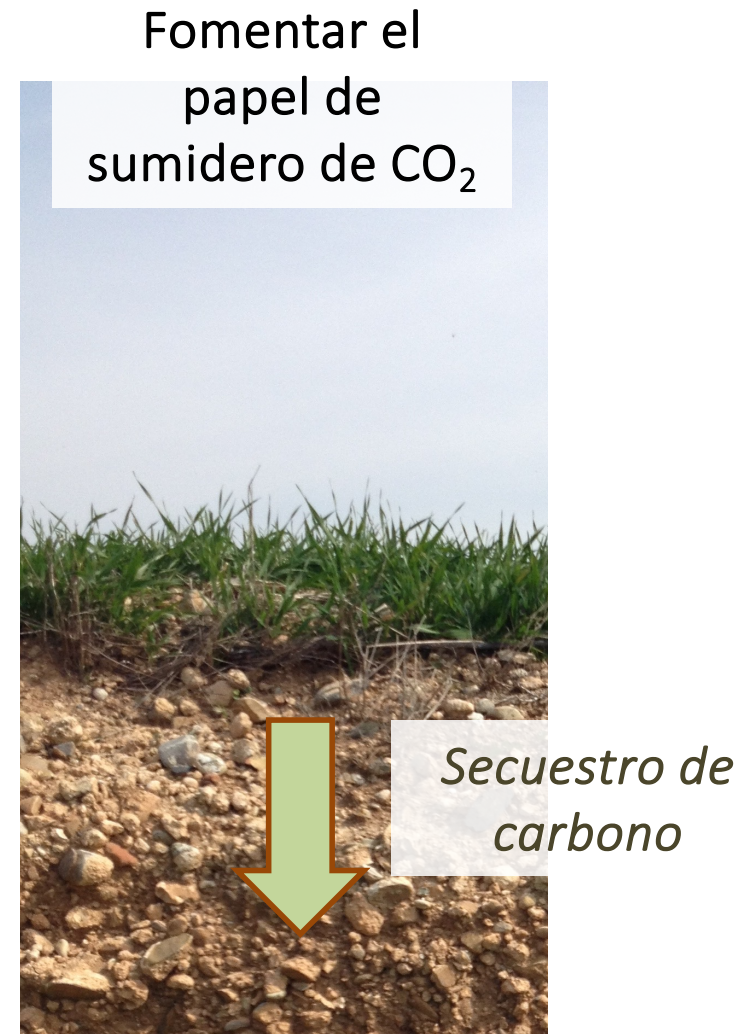 Fomentar el
papel de
sumidero de CO₂
Secuestro de
carbono